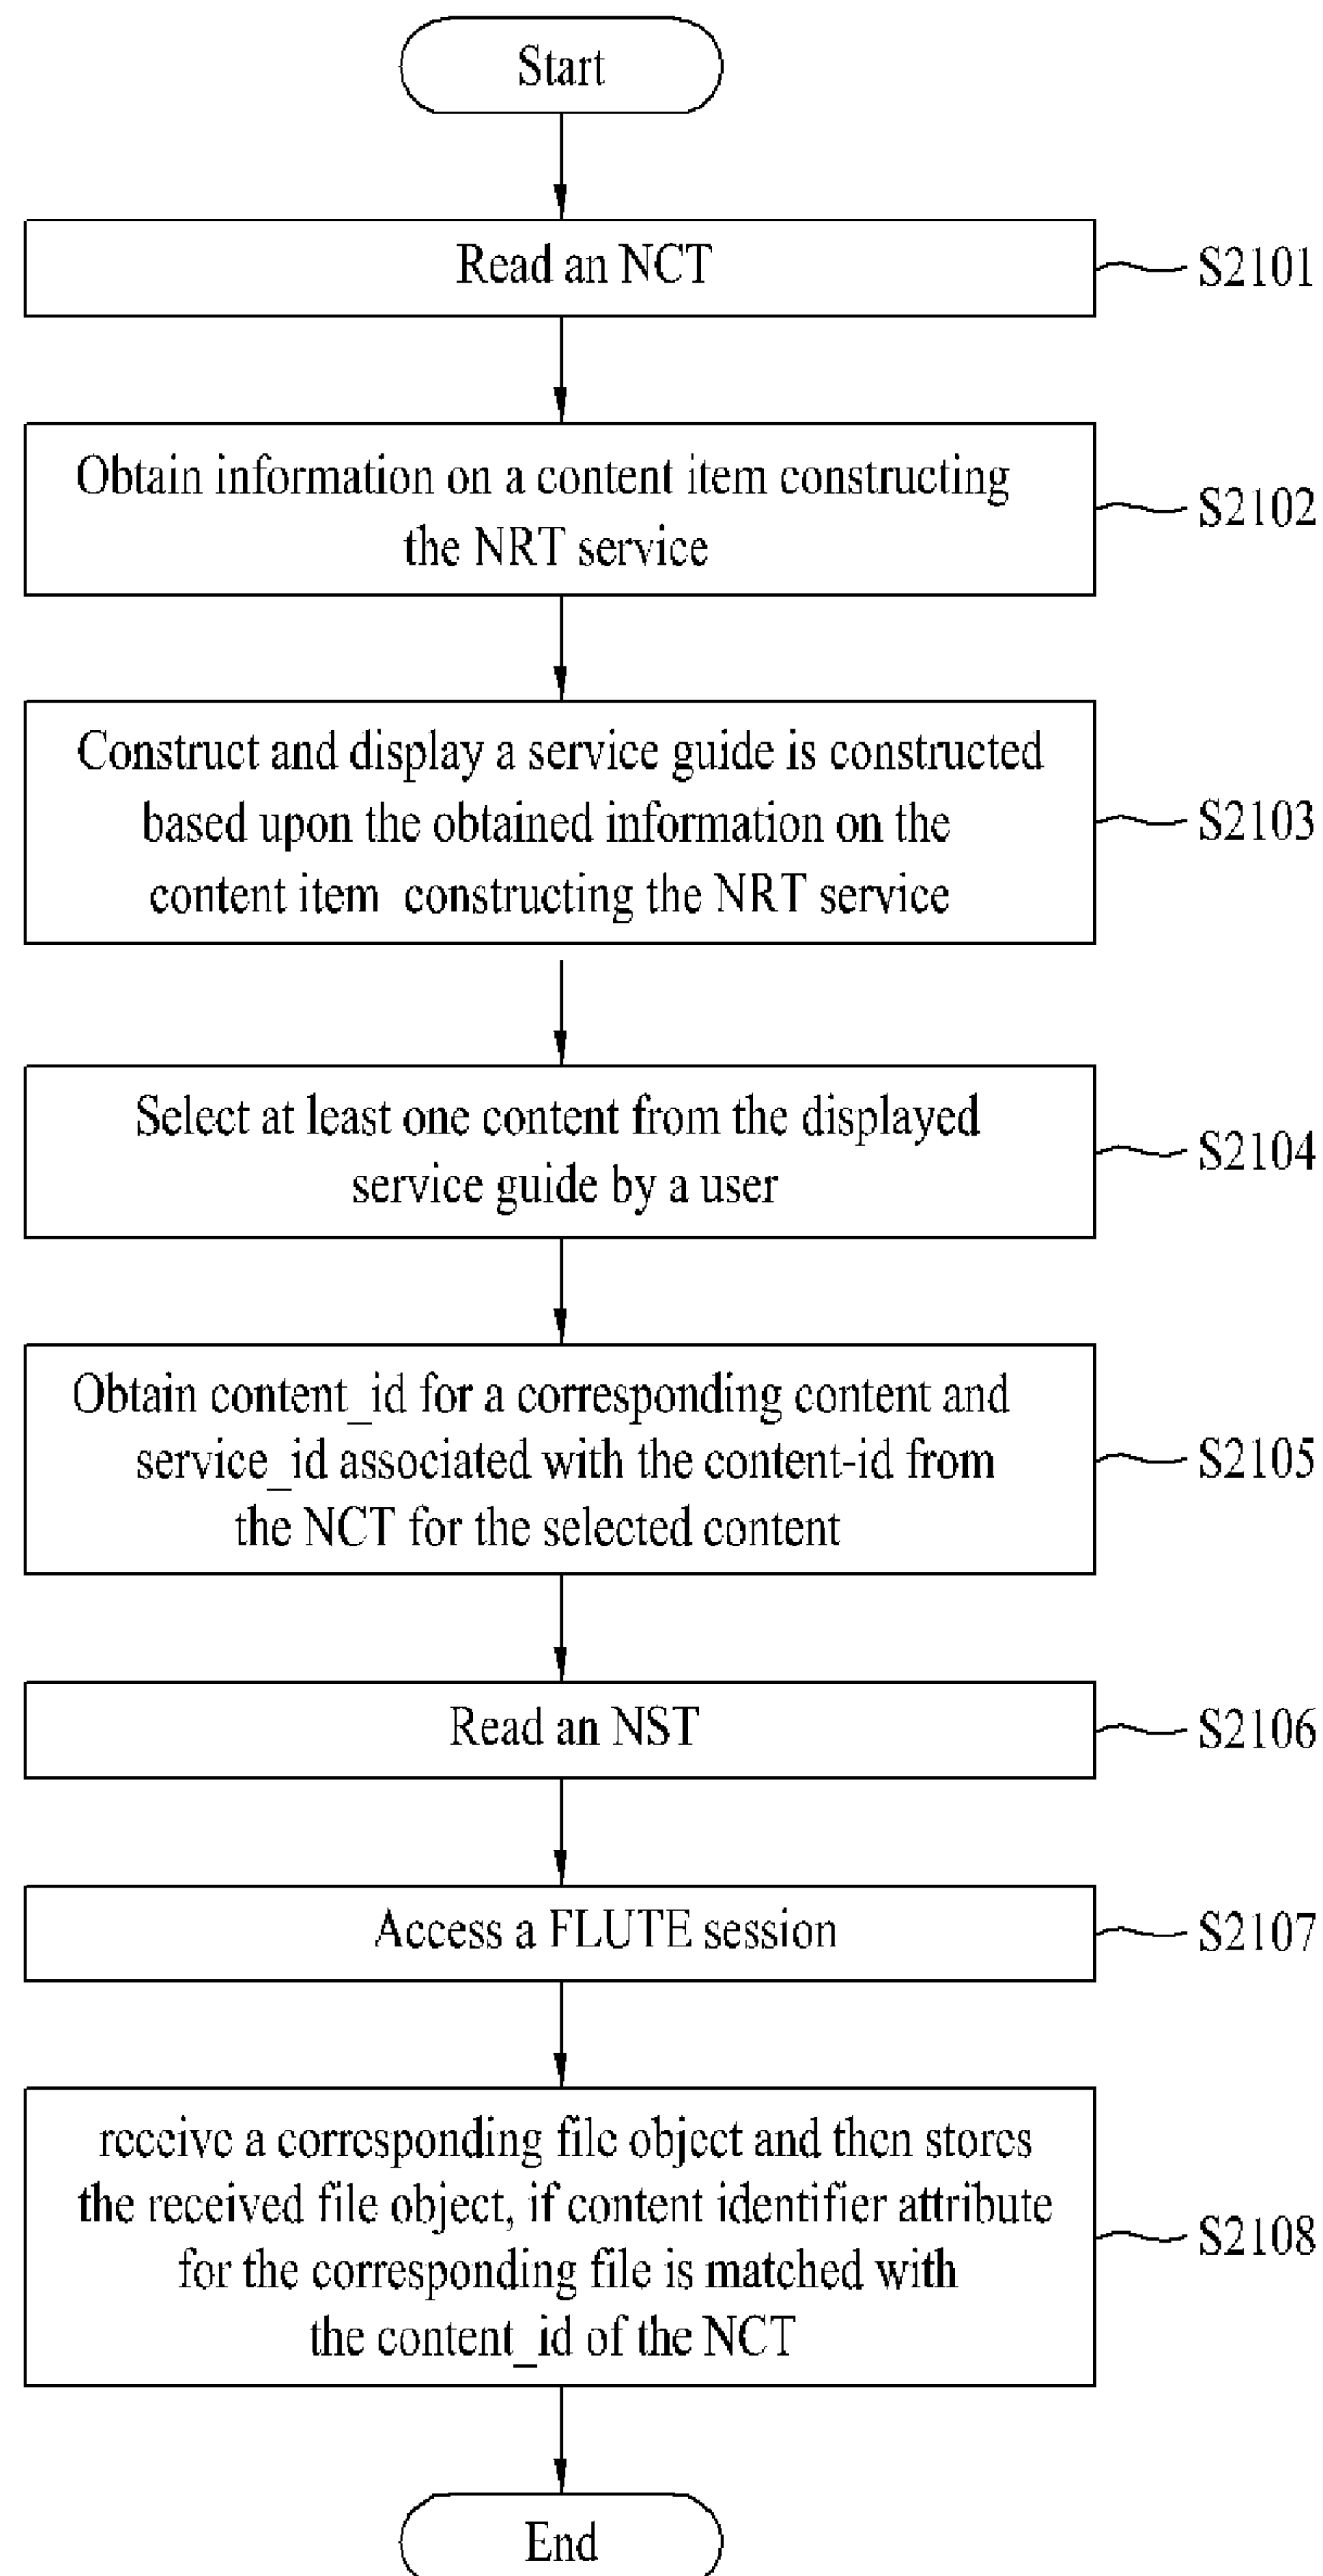 Start
Read an NCT
S2101
Obtain information on a content item constructing
the NRT service
S2102
Construct and display a service guide is constructed
based upon the obtained information on the
content item constructing the NRT service
S2103
Select at least one content from the displayed
service guide by a user
S2104
Obtain content_id for a corresponding content and
service_id associated with the content-id from
the NCT for the selected content
S2105
Read an NST
S2106
Access a FLUTE session
S2107
receive a corresponding file object and then stores
the received file object, if content identifier attribute
for the corresponding file is matched with
the content_id of the NCT
S2108
End